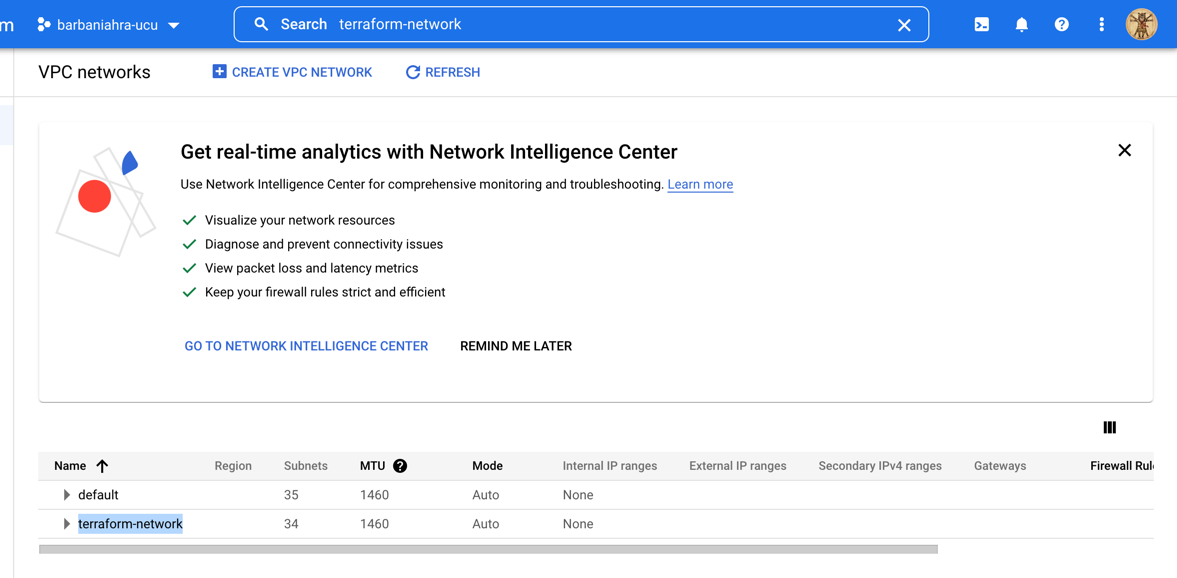 m barbaniahra-ucu Search terraform-network
VPC networks CREATE VPC NETWORK REFRESH
Get real-time analytics with Network Intelligence Center
Use Network Intelligence Center for comprehensive monitoring and troubleshooting. Learn more
Visualize your network resources
Diagnose and prevent connectivity issues
View packet loss and latency metrics
Keep your firewall rules strict and efficient
GO TO NETWORK INTELLIGENCE CENTER REMIND ME LATER
Name Region Subnets MTU Mode Internal IP ranges External IP ranges Secondary IPv4 ranges Gateways Firewall Rule
default 35 1460 Auto None
terraform-network 34 1460 Auto None